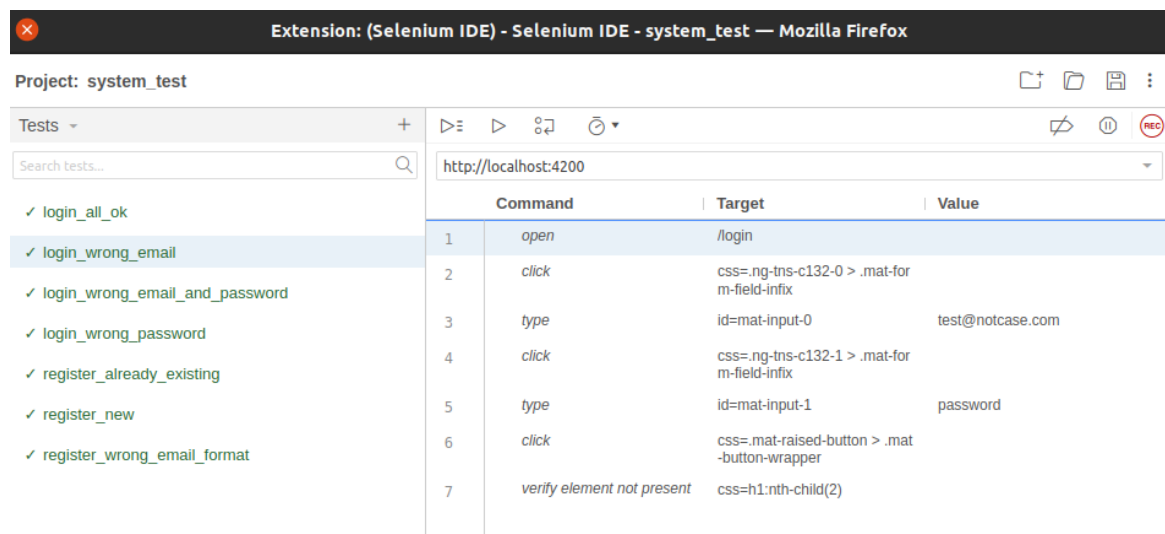 Extension: (Selenium IDE) - Selenium IDE - system_test — Mozilla Firefox
Project: system_test
Tests
Search tests...
✓ login_all_ok
✓ login_wrong_email
✓ login_wrong_email_and_password
✓ login_wrong_password
✓ register_already_existing
✓ register_new
✓ register_wrong_email_format
REC
http://localhost:4200
Command Target Value
1 open /login
2 click css=.ng-tns-c132-0 > .mat-for
m-field-infix
3 type id=mat-input-0 test@notcase.com
4 click css=.ng-tns-c132-1 > .mat-for
m-field-infix
5 type id=mat-input-1 password
6 click css=.mat-raised-button > .mat
-button-wrapper
7 verify element not present css=h1:nth-child(2)